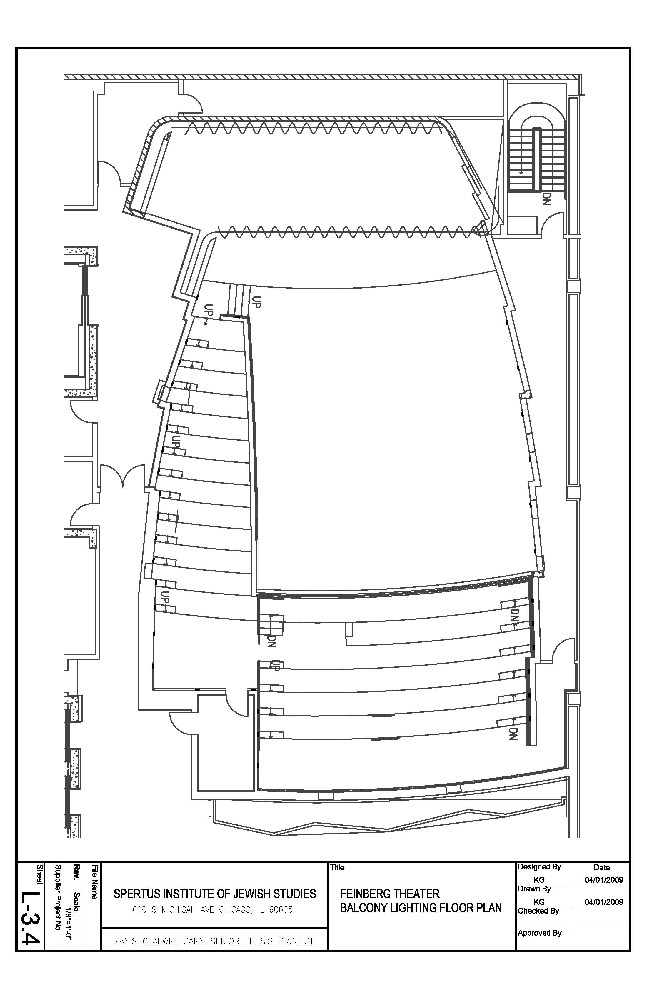 DN
UP
UP
UP
UP
DN
DN
UP
DN
File Name
Rev.
Scale
1/8"=1'-0"
Supplier Project No.
Sheet
L-3.4
SPERTUS INSTITUTE OF JEWISH STUDIES
610 S MICHIGAN AVE CHICAGO, IL 60605
KANIS GLAEWKETGARN SENIOR THESIS PROJECT
Title
FEINBERG THEATER
BALCONY LIGHTING FLOOR PLAN
Designed By Date
KG 04/01/2009
Drawn By
KG 04/01/2009
Checked By
Approved By